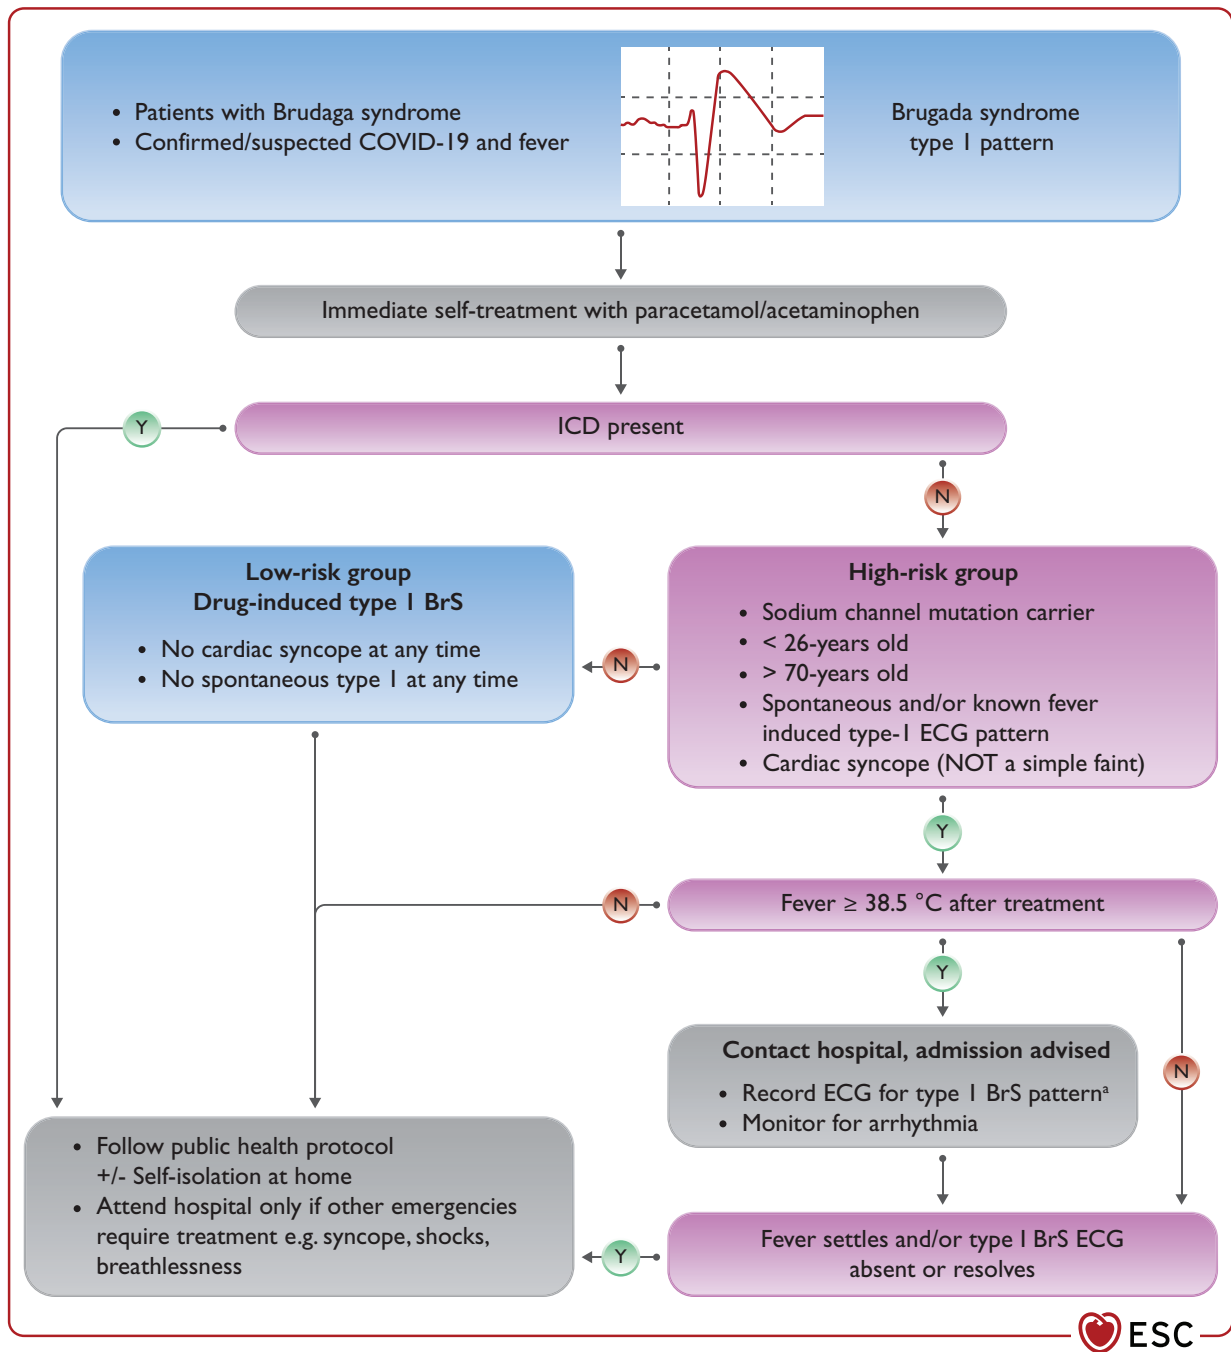 • Patients with Brudaga syndrome
• Confirmed/suspected COVID-19 and fever
Brugada syndrome
type 1 pattern
Immediate self-treatment with paracetamol/acetaminophen
ICD present
Y
N
Low-risk group
Drug-induced type 1 BrS
• No cardiac syncope at any time
• No spontaneous type 1 at any time
N
High-risk group
• Sodium channel mutation carrier
• < 26-years old
• > 70-years old
• Spontaneous and/or known fever
induced type-1 ECG pattern
• Cardiac syncope (NOT a simple faint)
Y
Fever ≥ 38.5 °C after treatment
N
Y
N
Contact hospital, admission advised
• Record ECG for type 1 BrS patternᵃ
• Monitor for arrhythmia
• Follow public health protocol
+/- Self-isolation at home
• Attend hospital only if other emergencies
require treatment e.g. syncope, shocks,
breathlessness
Y
Fever settles and/or type I BrS ECG
absent or resolves
ESC